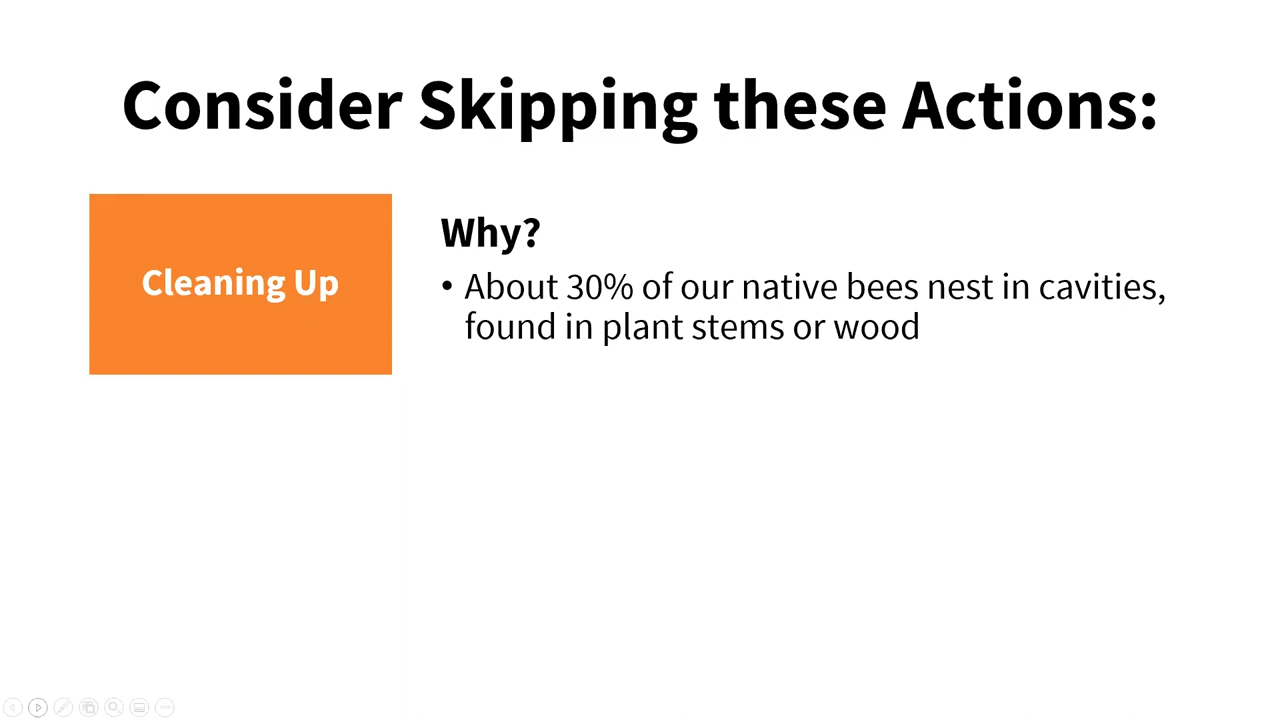 Consider Skipping these Actions:
Cleaning Up
Why?
• About 30% of our native bees nest in cavities,
found in plant stems or wood